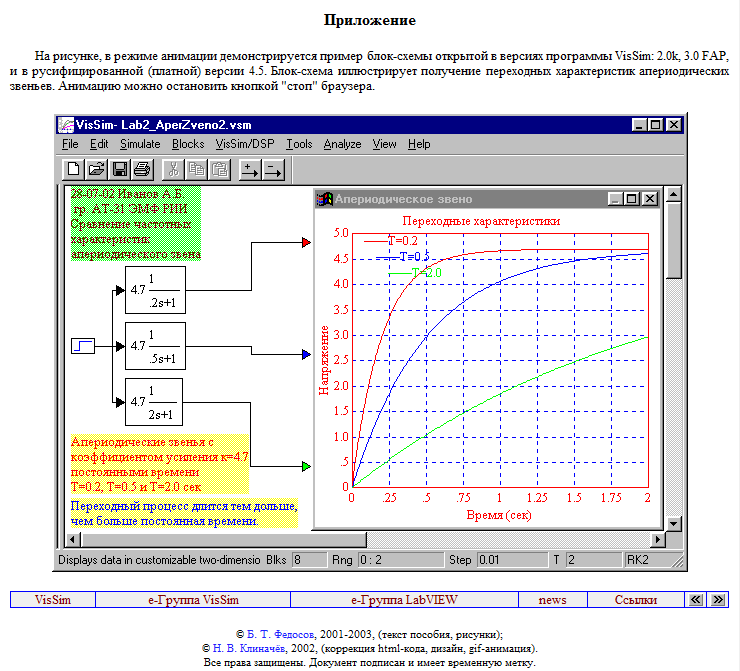 Приложение
На рисунке, в режиме анимации демонстрируется пример блок-схемы открытой в версиях программы VisSim: 2.0k, 3.0 FAP,
и в русифицированной (платной) версии 4.5. Блок-схема иллюстрирует получение переходных характеристик апериодических
звеньев. Анимацию можно остановить кнопкой "стоп" браузера.
VisSim- Lab2_AperZveno2.vsm
File Edit Simulate Blocks VisSim/DSP Tools Analyze View Help
28-07-02 Иванов А.Б.
гр. АТ-31 ЭМФ РИИ
Сравнение частотных
характеристик
апериодического звена
4.7 1
.2s+1
4.7 1
.5s+1
4.7 1
2s+1
Апериодические звенья с
коэффициентом усиления к=4.7
постоянными времени
T=0.2, T=0.5 и T=2.0 сек
Переходный процесс длится тем дольше,
чем больше постоянная времени.
Апериодическое звено
Переходные характеристики
T=0.2
T=0.5
T=2.0
Напряжение
5.0
4.5
4.0
3.5
3.0
2.5
2.0
1.5
1.0
.5
0
0 .25 .5 .75 1 1.25 1.5 1.75 2
Время (сек)
Displays data in customizable two-dimensio Blks 8 Rng 0 : 2 Step 0.01 T 2 RK2
VisSim е-Группа VisSim е-Группа LabVIEW news Ссылки « »
© Б. Т. Федосов, 2001-2003, (текст пособия, рисунки);
© Н. В. Клиначёв, 2002, (коррекция html-кода, дизайн, gif-анимация).
Все права защищены. Документ подписан и имеет временную метку.